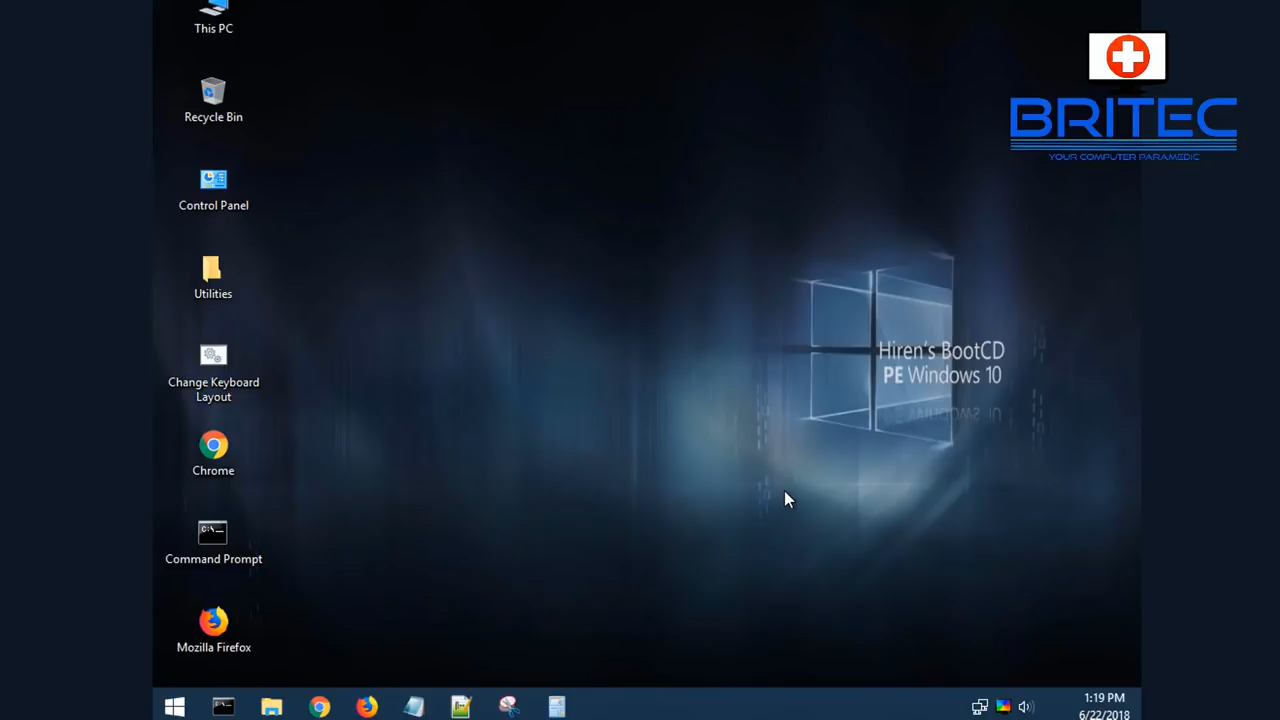 This PC
Recycle Bin
Control Panel
Utilities
Change Keyboard
Layout
Chrome
C:\
Command Prompt
Mozilla Firefox
BRITEC
YOUR COMPUTER PARAMEDIC
Hiren's BootCD
PE Windows 10
1:19 PM
6/22/2018